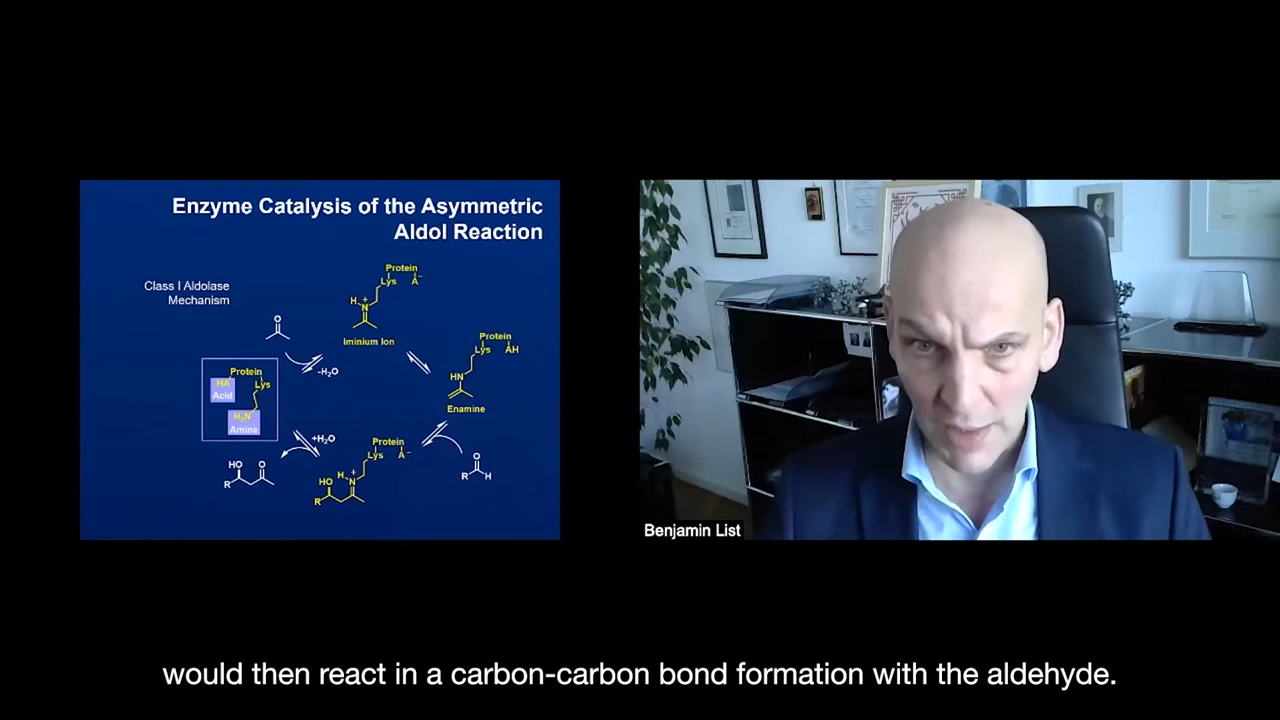 Enzyme Catalysis of the Asymmetric
Aldol Reaction
Class I Aldolase
Mechanism
Protein
Lys A⁻
H + N
Iminium Ion
O
-H₂O
Protein
Lys AH
HN
Enamine
Protein
HA Lys
Acid
H₂N
Amine
+H₂O
Protein
Lys A⁻
HO H + N
R
HO O
R
O
R H
Benjamin List
would then react in a carbon-carbon bond formation with the aldehyde.